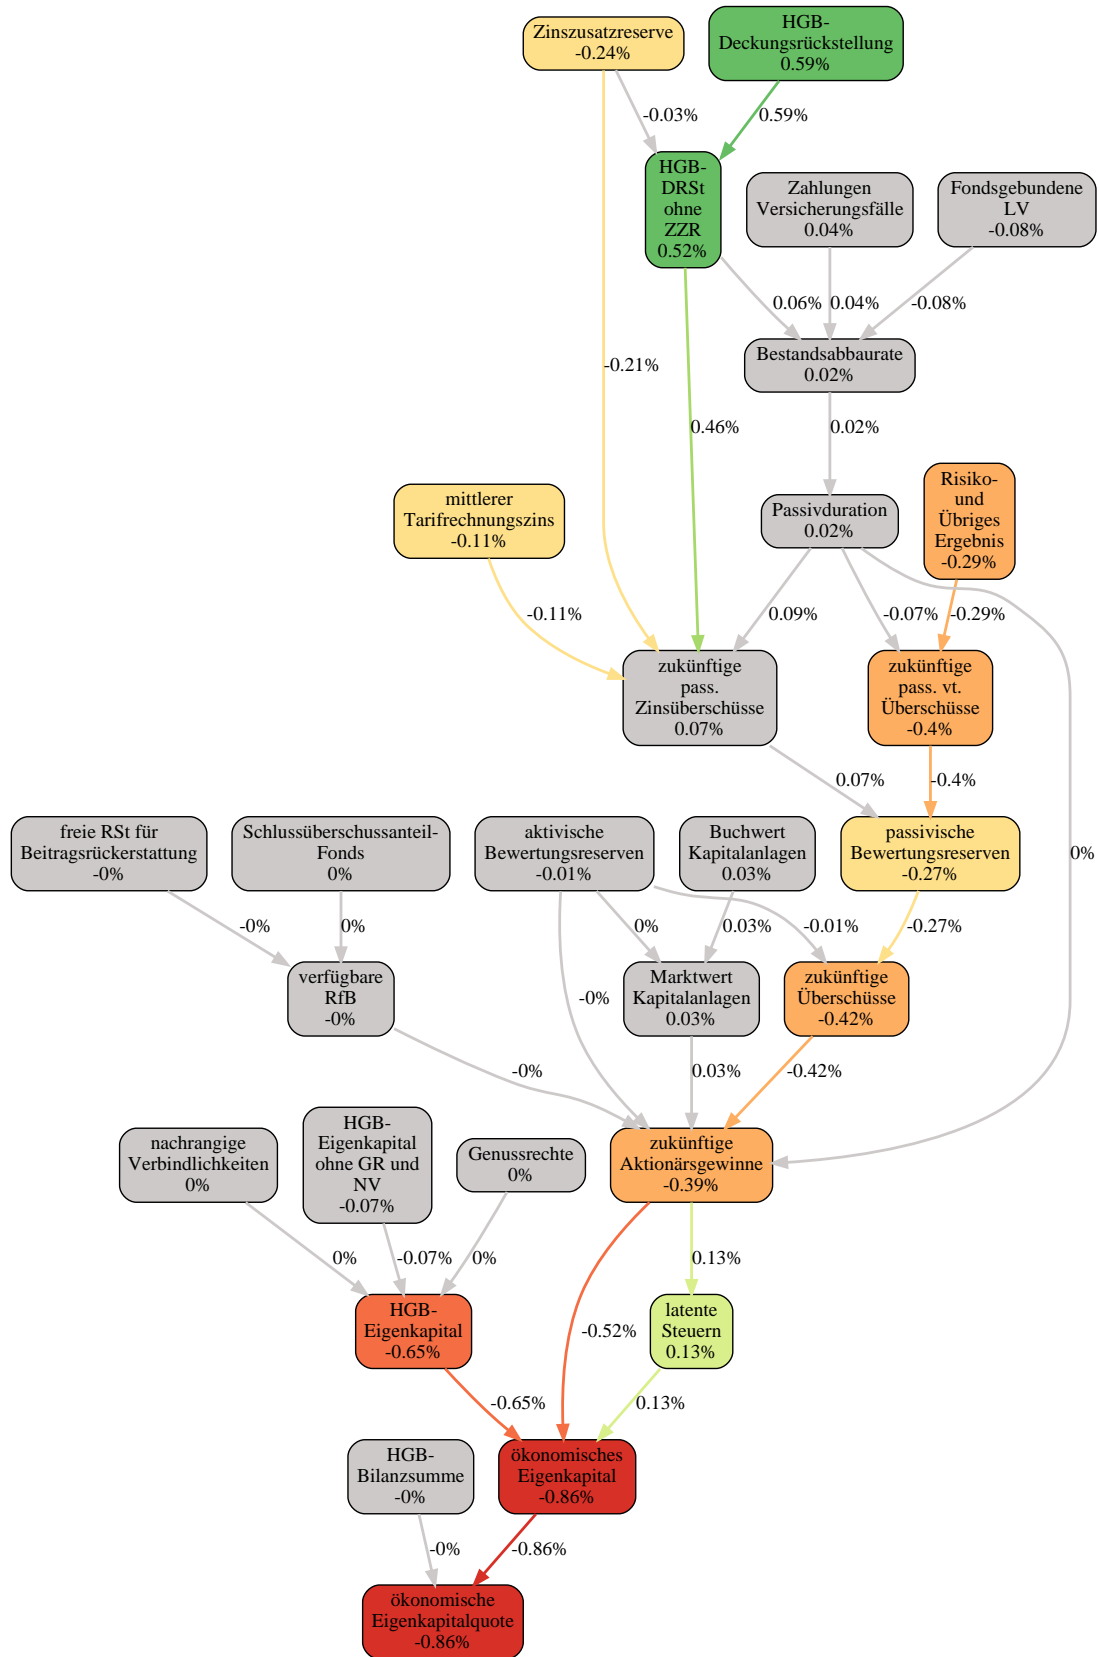 Zinszusatzreserve
-0.24%
HGB-
Deckungsrückstellung
0.59%
-0.03%
0.59%
HGB-
DRSt
ohne
ZZR
0.52%
Zahlungen
Versicherungsfälle
0.04%
Fondsgebundene
LV
-0.08%
0.06%
0.04%
-0.08%
Bestandsabbaurate
0.02%
-0.21%
0.46%
0.02%
mittlerer
Tarifrechnungszins
-0.11%
Passivduration
0.02%
Risiko-
und
Übriges
Ergebnis
-0.29%
-0.11%
0.09%
-0.07%
-0.29%
zukünftige
pass.
Zinsüberschüsse
0.07%
zukünftige
pass. vt.
Überschüsse
-0.4%
0.07%
-0.4%
freie RSt für
Beitragsrückerstattung
-0%
Schlussüberschussanteil-
Fonds
0%
aktivische
Bewertungsreserven
-0.01%
Buchwert
Kapitalanlagen
0.03%
passivische
Bewertungsreserven
-0.27%
0%
-0%
0%
0%
0.03%
-0.01%
-0.27%
verfügbare
RfB
-0%
-0%
Marktwert
Kapitalanlagen
0.03%
zukünftige
Überschüsse
-0.42%
-0%
0.03%
-0.42%
nachrangige
Verbindlichkeiten
0%
HGB-
Eigenkapital
ohne GR und
NV
-0.07%
Genussrechte
0%
zukünftige
Aktionärsgewinne
-0.39%
0%
-0.07%
0%
0.13%
HGB-
Eigenkapital
-0.65%
-0.52%
latente
Steuern
0.13%
-0.65%
0.13%
HGB-
Bilanzsumme
-0%
ökonomisches
Eigenkapital
-0.86%
-0%
-0.86%
ökonomische
Eigenkapitalquote
-0.86%